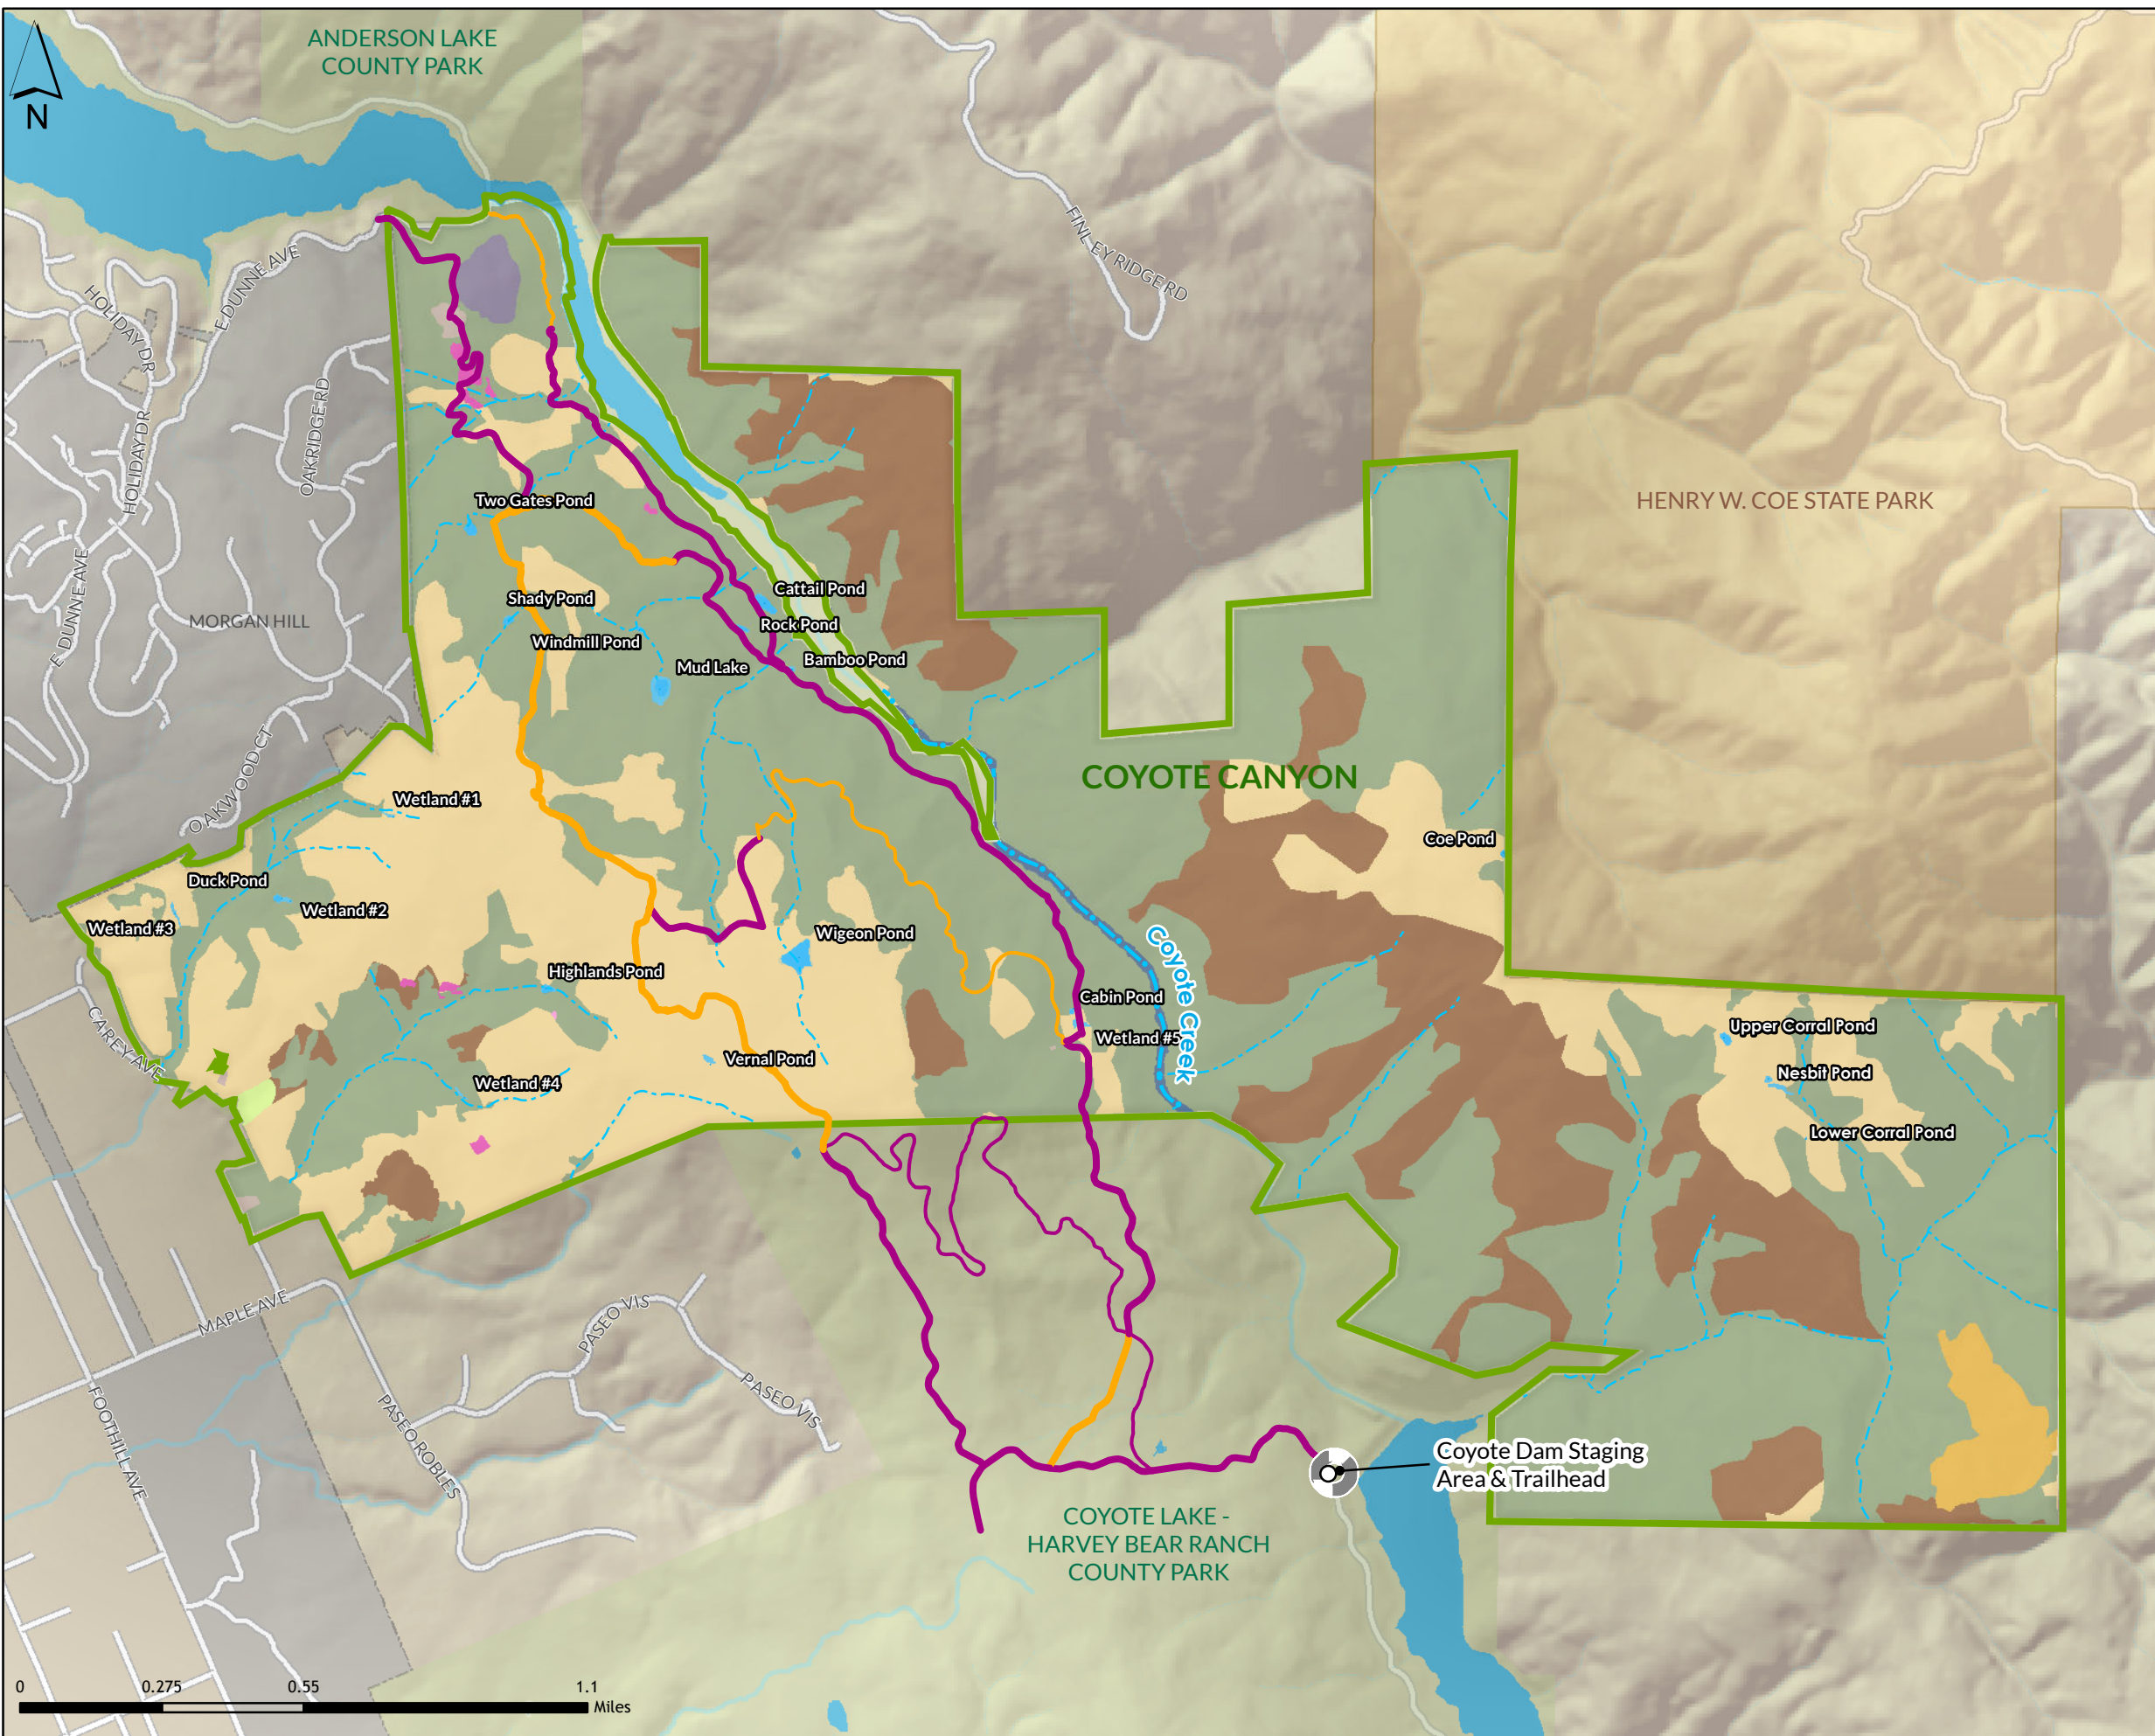 ANDERSON LAKE
COUNTY PARK
N
FINLEY RIDGE RD
E DUNNE AVE
HOLIDAY DR
HOLIDAY DR
OAKRIDGE RD
HENRY W. COE STATE PARK
Two Gates Pond
E DUNNE AVE
Cattail Pond
Shady Pond
MORGAN HILL
Rock Pond
Windmill Pond
Bamboo Pond
Mud Lake
OAKWOOD CT
COYOTE CANYON
Wetland #1
Coe Pond
Duck Pond
Wetland #2
Wetland #3
Wigeon Pond
Highlands Pond
Coyote Creek
Cabin Pond
CAREY AVE
Upper Corral Pond
Wetland #5
Vernal Pond
Nesbit Pond
Wetland #4
Lower Corral Pond
MAPLE AVE
PASEO VIS
PASEO VIS
FOOTHILL AVE
PASEO ROBLES
Coyote Dam Staging
Area & Trailhead
COYOTE LAKE -
HARVEY BEAR RANCH
COUNTY PARK
0 0.275 0.55 1.1
Miles